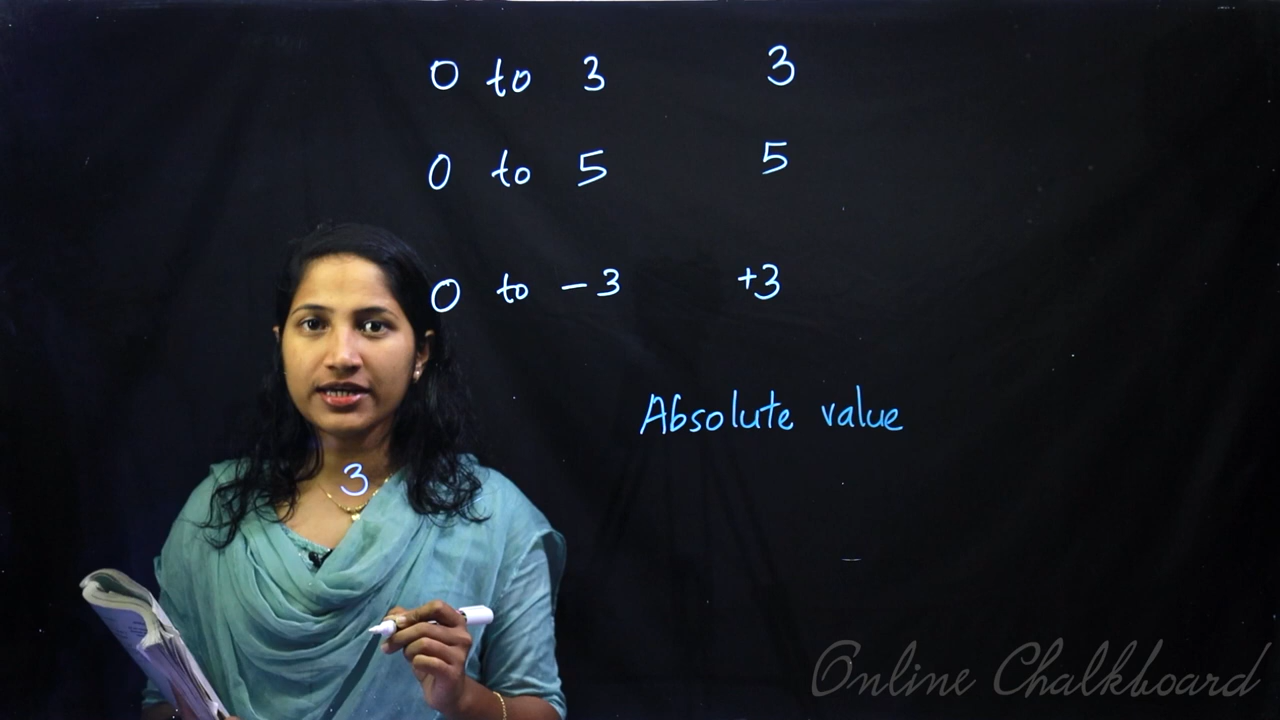 0 to 3 3
0 to 5 5
0 to -3 +3
Absolute value
3
Online Chalkboard